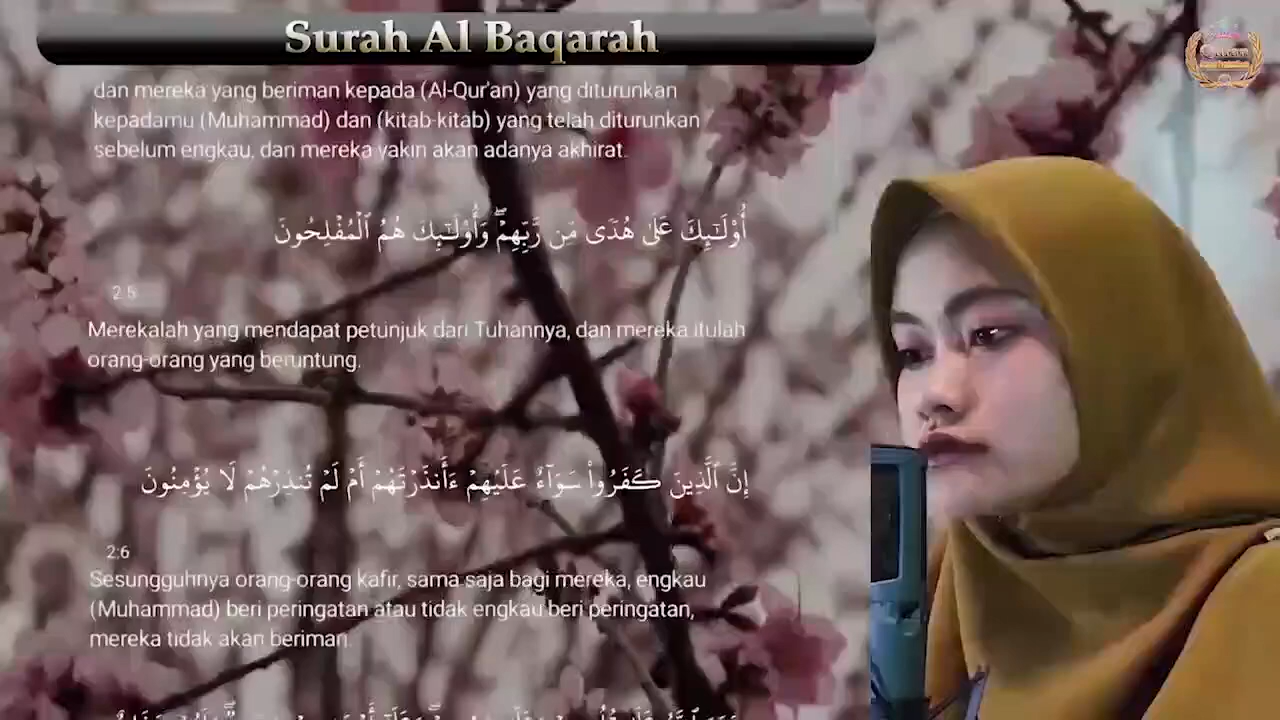 Surah Al Baqarah
dan mereka yang beriman kepada (Al-Qur'an) yang diturunkan
kepadamu (Muhammad) dan (kitab-kitab) yang telah diturunkan
sebelum engkau, dan mereka yakin akan adanya akhirat.
أُوْلَـٰٓئِكَ عَلَىٰ هُدًى مِّن رَّبِّهِمْۖ وَأُوْلَـٰٓئِكَ هُمُ ٱلْمُفْلِحُونَ
2:5
Merekalah yang mendapat petunjuk dari Tuhannya, dan mereka itulah
orang-orang yang beruntung.
إِنَّ ٱلَّذِينَ كَفَرُوا۟ سَوَآءٌ عَلَيْهِمْ ءَأَنذَرْتَهُمْ أَمْ لَمْ تُنذِرْهُمْ لَا يُؤْمِنُونَ
2:6
Sesungguhnya orang-orang kafir, sama saja bagi mereka, engkau
(Muhammad) beri peringatan atau tidak engkau beri peringatan,
mereka tidak akan beriman.